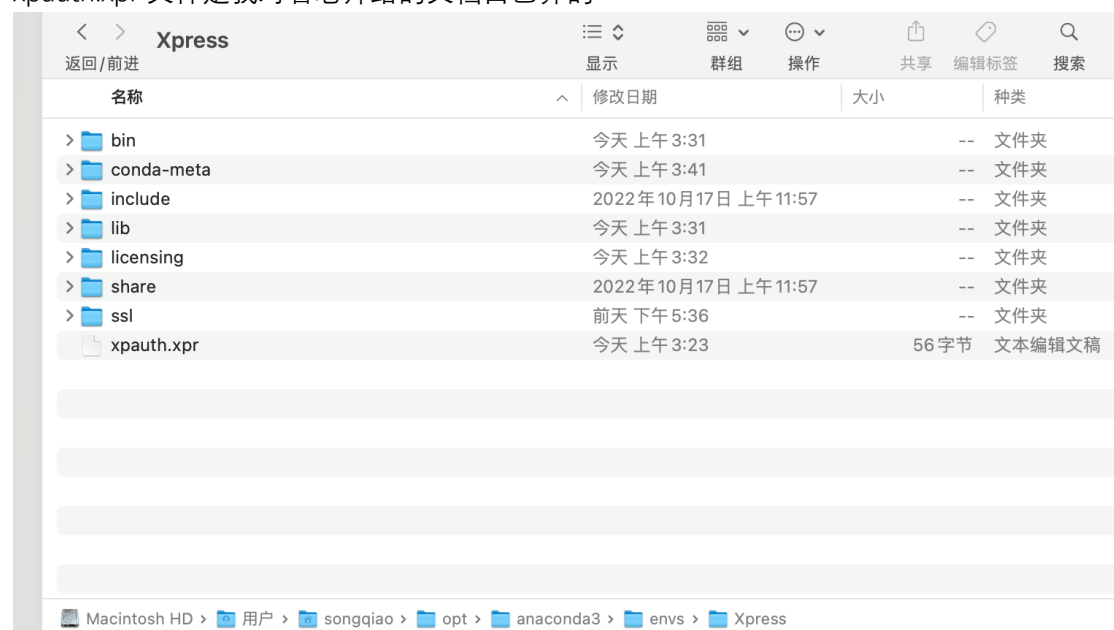 Xpress
返回/前进 显示 群组 操作 共享 编辑标签 搜索
名称 修改日期 大小 种类
bin 今天 上午 3:31 -- 文件夹
conda-meta 今天 上午 3:41 -- 文件夹
include 2022年10月17日 上午 11:57 -- 文件夹
lib 今天 上午 3:31 -- 文件夹
licensing 今天 上午 3:32 -- 文件夹
share 2022年10月17日 上午 11:57 -- 文件夹
ssl 前天 下午 5:36 -- 文件夹
xpauth.xpr 今天 上午 3:23 56 字节 文本编辑文稿
Macintosh HD › 用户 › songqiao › opt › anaconda3 › envs › Xpress